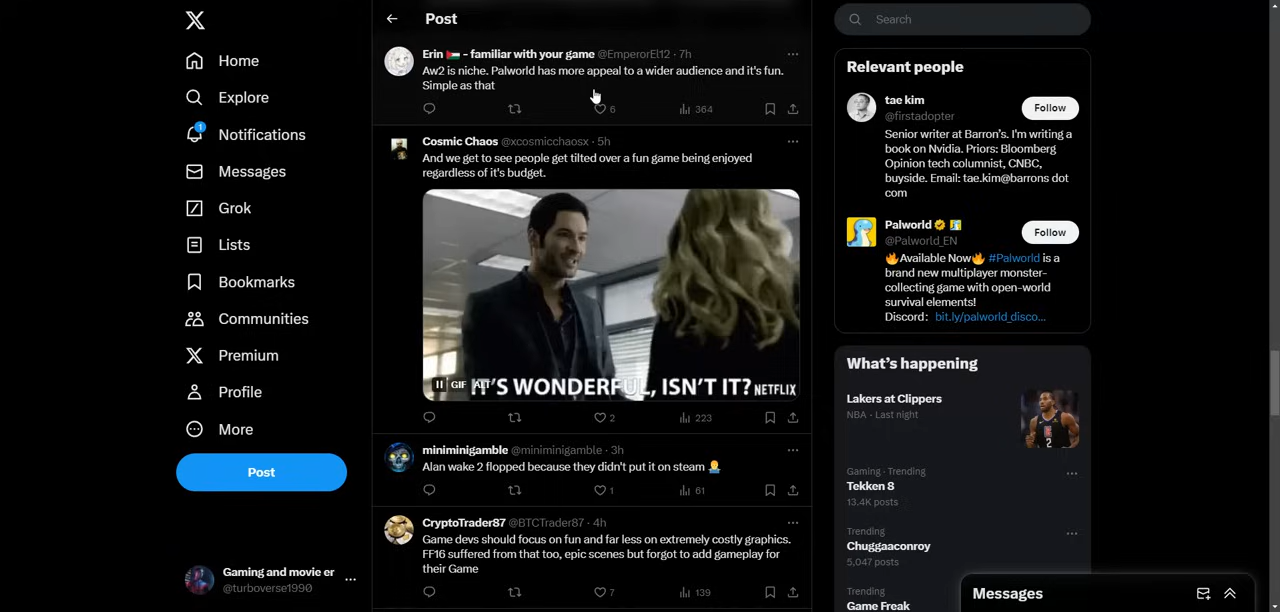 Home
Explore
1
Notifications
Messages
Grok
Lists
Bookmarks
Communities
Premium
Profile
More
Post
Gaming and movie er
@turboverse1990
Post
Erin 🇵🇸 - familiar with your game @EmperorEl12 · 7h
Aw2 is niche. Palworld has more appeal to a wider audience and it's fun.
Simple as that
6
364
Cosmic Chaos @xcosmicchaosx · 5h
And we get to see people get tilted over a fun game being enjoyed
regardless of it's budget.
GIF ALT
IT'S WONDERFUL, ISN'T IT? NETFLIX
2
223
miniminigamble @miniminigamble · 3h
Alan wake 2 flopped because they didn't put it on steam
1
61
CryptoTrader87 @BTCTrader87 · 4h
Game devs should focus on fun and far less on extremely costly graphics.
FF16 suffered from that too, epic scenes but forgot to add gameplay for
their Game
7
139
Search
Relevant people
tae kim
@firstadopter
Follow
Senior writer at Barron's. I'm writing a
book on Nvidia. Priors: Bloomberg
Opinion tech columnist, CNBC,
buyside. Email: tae.kim@barrons dot
com
Palworld
@Palworld_EN
Follow
🔥Available Now🔥 #Palworld is a
brand new multiplayer monster-
collecting game with open-world
survival elements!
Discord: bit.ly/palworld_disco...
What's happening
Lakers at Clippers
NBA · Last night
2
Gaming · Trending
Tekken 8
13.4K posts
Trending
Chuggaaconroy
5,047 posts
Trending
Game Freak
Messages